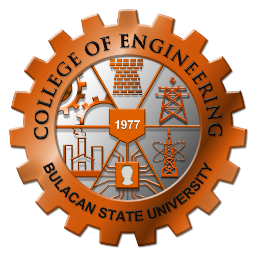 COLLEGE OF ENGINEERING
1977
BULACAN STATE UNIVERSITY